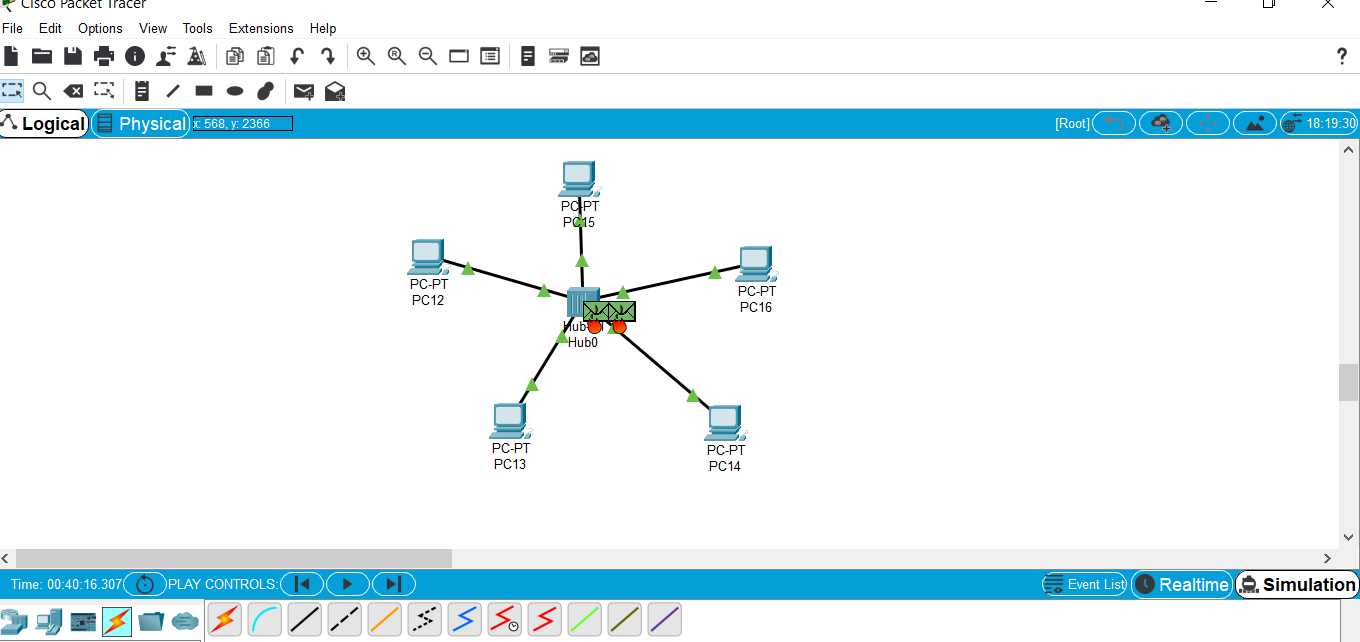 Cisco Packet Tracer
File Edit Options View Tools Extensions Help
Logical Physical x: 568, y: 2366 [Root] 18:19:30
PC-PT
PC15
PC-PT
PC12
PC-PT
PC16
Hub0
PC-PT
PC13
PC-PT
PC14
Time: 00:40:16.307 PLAY CONTROLS: Event List Realtime Simulation